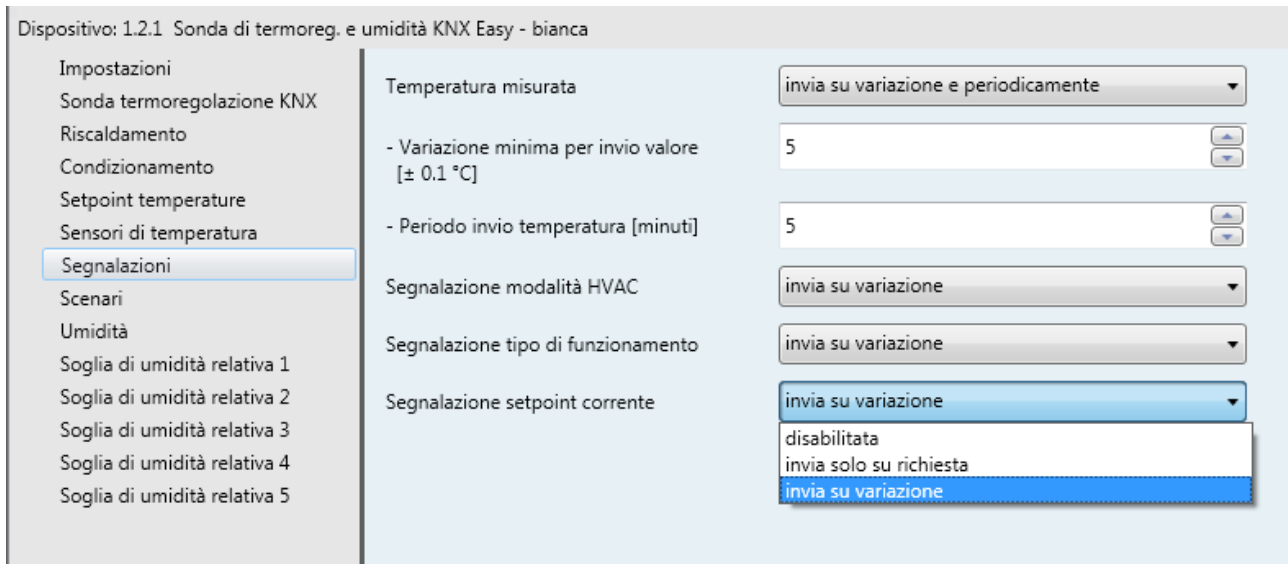 Dispositivo: 1.2.1 Sonda di termoreg. e umidità KNX Easy - bianca
Impostazioni
Sonda termoregolazione KNX
Riscaldamento
Condizionamento
Setpoint temperature
Sensori di temperatura
Segnalazioni
Scenari
Umidità
Soglia di umidità relativa 1
Soglia di umidità relativa 2
Soglia di umidità relativa 3
Soglia di umidità relativa 4
Soglia di umidità relativa 5
Temperatura misurata
invia su variazione e periodicamente
- Variazione minima per invio valore
[± 0.1 °C]
5
- Periodo invio temperatura [minuti]
5
Segnalazione modalità HVAC
invia su variazione
Segnalazione tipo di funzionamento
invia su variazione
Segnalazione setpoint corrente
invia su variazione
disabilitata
invia solo su richiesta
invia su variazione